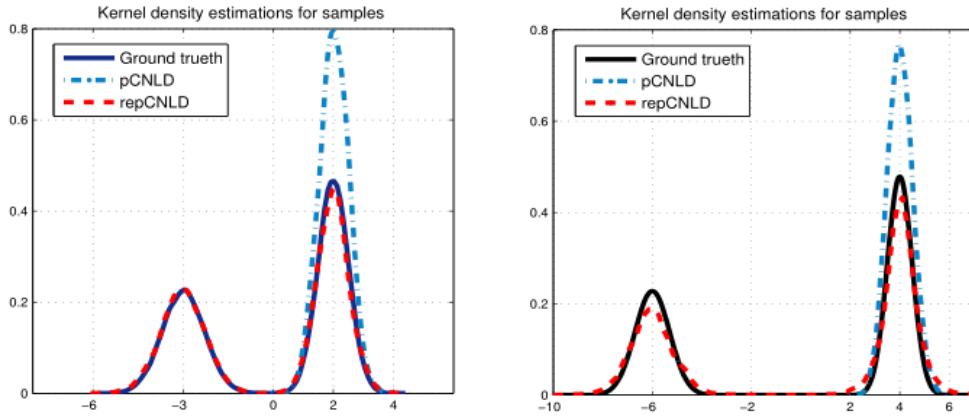 Kernel density estimations for samples
0.8
0.6
0.4
0.2
0
-6
-3
0
2
4
Ground trueth
pCNLD
repCNLD
Kernel density estimations for samples
0.8
0.6
0.4
0.2
0
-10
-6
-2
2
4
6
Ground trueth
pCNLD
repCNLD